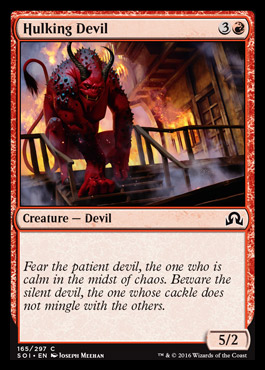 Hulking Devil 3
Creature — Devil
Fear the patient devil, the one who is
calm in the midst of chaos. Beware the
silent devil, the one whose cackle does
not mingle with the others.
5/2
165/297 C
SOI • EN Joseph Meehan ™ & © 2016 Wizards of the Coast